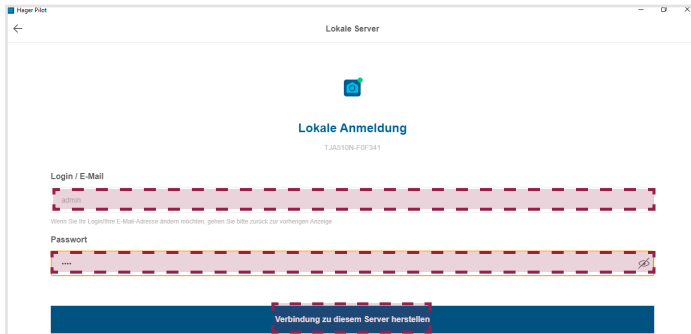 Hager Pilot
Lokale Server
Lokale Anmeldung
TJA510N-F0F341
Login / E-Mail
admin
Wenn Sie Ihr Login/Ihre E-Mail-Adresse ändern möchten, gehen Sie bitte zurück zur vorherigen Anzeige
Passwort
••••
Verbindung zu diesem Server herstellen